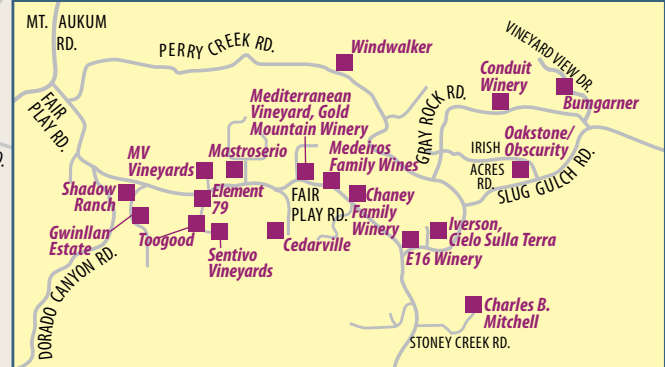 MT. AUKUM
RD.
PERRY CREEK RD.
Windwalker
VINEYARD VIEW DR.
Conduit
Winery
Bumgarner
FAIR
PLAY RD.
Mediterranean
Vineyard, Gold
Mountain Winery
GRAY ROCK RD.
Oakstone/
Obscurity
IRISH
ACRES
RD.
SLUG GULCH RD.
MV
Vineyards
Mastroserio
Medeiros
Family Wines
Shadow
Ranch
Element
79
FAIR
PLAY RD.
Chaney
Family
Winery
Gwinllan
Estate
Toogood
Sentivo
Vineyards
Cedarville
Iverson,
Cielo Sulla Terra
E16 Winery
DORADO CANYON RD.
Charles B.
Mitchell
STONEY CREEK RD.